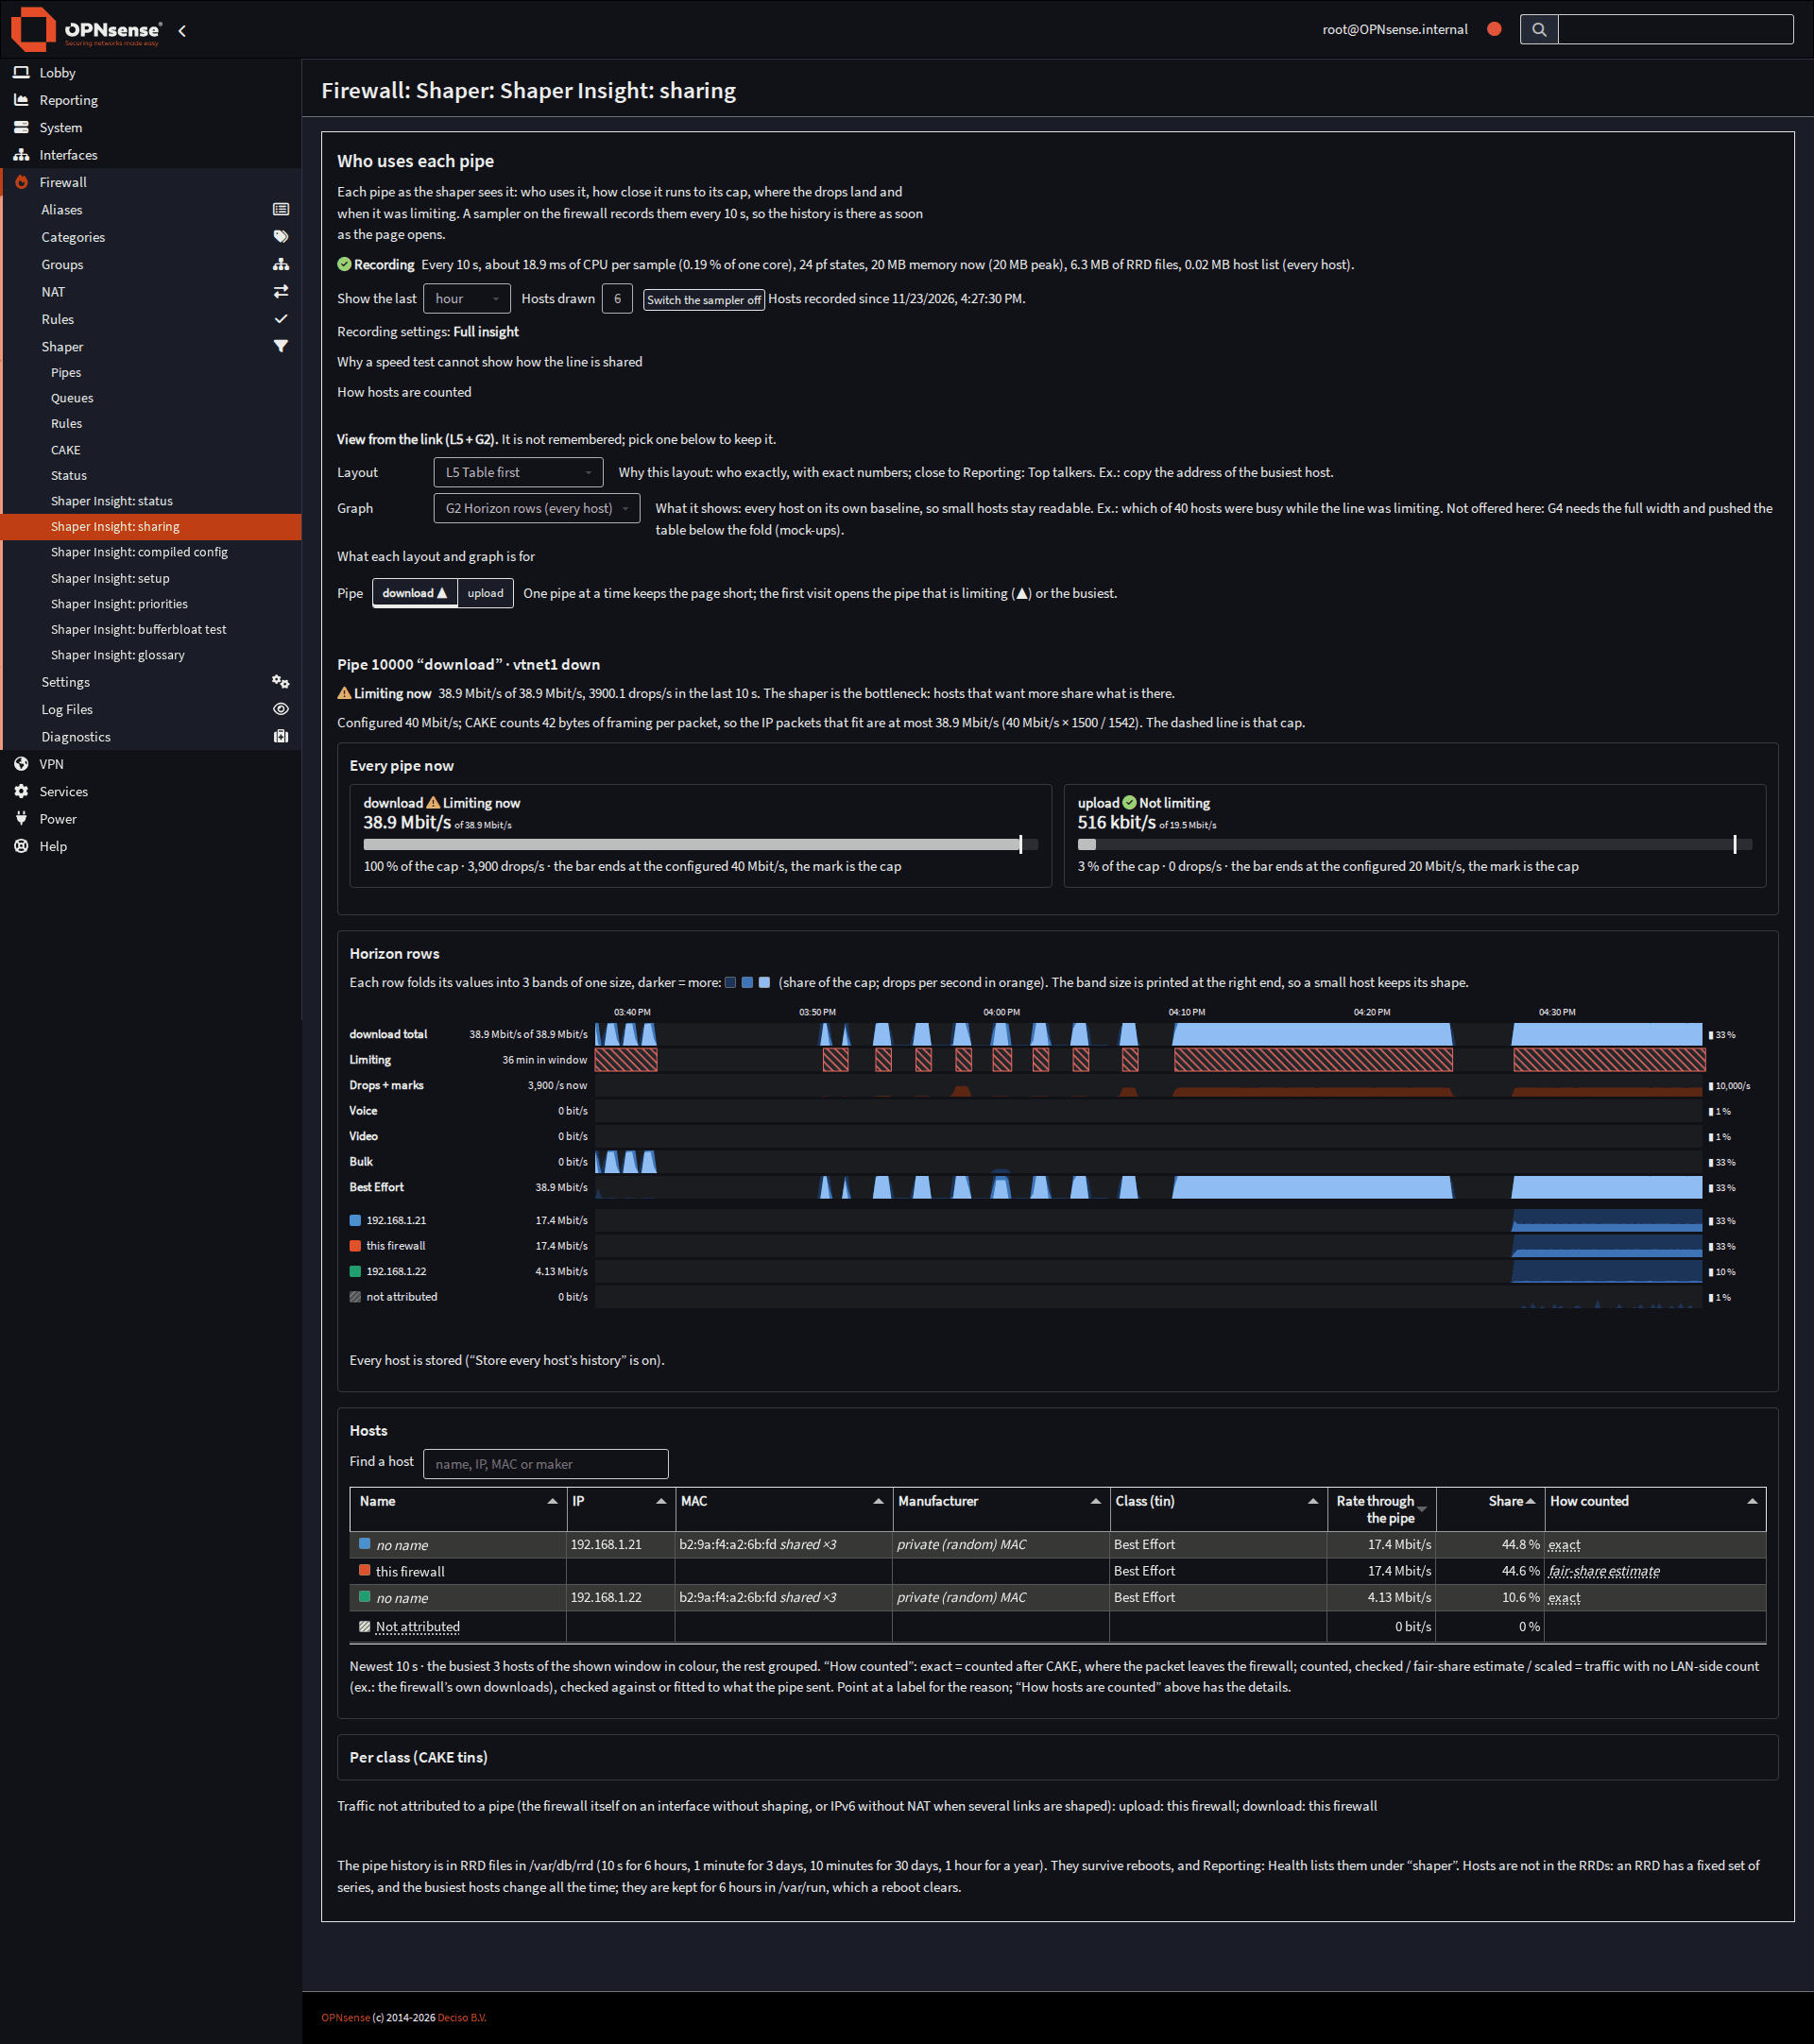 OPNsense®
Securing networks made easy
root@OPNsense.internal
Lobby
Reporting
System
Interfaces
Firewall
Aliases
Categories
Groups
NAT
Rules
Shaper
Pipes
Queues
Rules
CAKE
Status
Shaper Insight: status
Shaper Insight: sharing
Shaper Insight: compiled config
Shaper Insight: setup
Shaper Insight: priorities
Shaper Insight: bufferbloat test
Shaper Insight: glossary
Settings
Log Files
Diagnostics
VPN
Services
Power
Help
Firewall: Shaper: Shaper Insight: sharing
Who uses each pipe
Each pipe as the shaper sees it: who uses it, how close it runs to its cap, where the drops land and
when it was limiting. A sampler on the firewall records them every 10 s, so the history is there as soon
as the page opens.
Recording Every 10 s, about 18.9 ms of CPU per sample (0.19 % of one core), 24 pf states, 20 MB memory now (20 MB peak), 6.3 MB of RRD files, 0.02 MB host list (every host).
Show the last hour Hosts drawn 6 Switch the sampler off Hosts recorded since 11/23/2026, 4:27:30 PM.
Recording settings: Full insight
Why a speed test cannot show how the line is shared
How hosts are counted
View from the link (L5 + G2). It is not remembered; pick one below to keep it.
Layout L5 Table first Why this layout: who exactly, with exact numbers; close to Reporting: Top talkers. Ex.: copy the address of the busiest host.
Graph G2 Horizon rows (every host) What it shows: every host on its own baseline, so small hosts stay readable. Ex.: which of 40 hosts were busy while the line was limiting. Not offered here: G4 needs the full width and pushed the
table below the fold (mock-ups).
What each layout and graph is for
Pipe download ▲ upload One pipe at a time keeps the page short; the first visit opens the pipe that is limiting (▲) or the busiest.
Pipe 10000 “download” · vtnet1 down
Limiting now 38.9 Mbit/s of 38.9 Mbit/s, 3900.1 drops/s in the last 10 s. The shaper is the bottleneck: hosts that want more share what is there.
Configured 40 Mbit/s; CAKE counts 42 bytes of framing per packet, so the IP packets that fit are at most 38.9 Mbit/s (40 Mbit/s × 1500 / 1542). The dashed line is that cap.
Every pipe now
download Limiting now
38.9 Mbit/s of 38.9 Mbit/s
100 % of the cap · 3,900 drops/s · the bar ends at the configured 40 Mbit/s, the mark is the cap
upload Not limiting
516 kbit/s of 19.5 Mbit/s
3 % of the cap · 0 drops/s · the bar ends at the configured 20 Mbit/s, the mark is the cap
Horizon rows
Each row folds its values into 3 bands of one size, darker = more: (share of the cap; drops per second in orange). The band size is printed at the right end, so a small host keeps its shape.
03:40 PM 03:50 PM 04:00 PM 04:10 PM 04:20 PM 04:30 PM
download total 38.9 Mbit/s of 38.9 Mbit/s 33 %
Limiting 36 min in window
Drops + marks 3,900 /s now 10,000/s
Voice 0 bit/s 1 %
Video 0 bit/s 1 %
Bulk 0 bit/s 33 %
Best Effort 38.9 Mbit/s 33 %
192.168.1.21 17.4 Mbit/s 33 %
this firewall 17.4 Mbit/s 33 %
192.168.1.22 4.13 Mbit/s 10 %
not attributed 0 bit/s 1 %
Every host is stored (“Store every host’s history” is on).
Hosts
Find a host name, IP, MAC or maker
Name IP MAC Manufacturer Class (tin) Rate through the pipe Share How counted
no name 192.168.1.21 b2:9a:f4:a2:6b:fd shared ×3 private (random) MAC Best Effort 17.4 Mbit/s 44.8 % exact
this firewall Best Effort 17.4 Mbit/s 44.6 % fair-share estimate
no name 192.168.1.22 b2:9a:f4:a2:6b:fd shared ×3 private (random) MAC Best Effort 4.13 Mbit/s 10.6 % exact
Not attributed 0 bit/s 0 %
Newest 10 s · the busiest 3 hosts of the shown window in colour, the rest grouped. “How counted”: exact = counted after CAKE, where the packet leaves the firewall; counted, checked / fair-share estimate / scaled = traffic with no LAN-side count
(ex.: the firewall’s own downloads), checked against or fitted to what the pipe sent. Point at a label for the reason; “How hosts are counted” above has the details.
Per class (CAKE tins)
Traffic not attributed to a pipe (the firewall itself on an interface without shaping, or IPv6 without NAT when several links are shaped): upload: this firewall; download: this firewall
The pipe history is in RRD files in /var/db/rrd (10 s for 6 hours, 1 minute for 3 days, 10 minutes for 30 days, 1 hour for a year). They survive reboots, and Reporting: Health lists them under “shaper”. Hosts are not in the RRDs: an RRD has a fixed set of
series, and the busiest hosts change all the time; they are kept for 6 hours in /var/run, which a reboot clears.
OPNsense (c) 2014-2026 Deciso B.V.